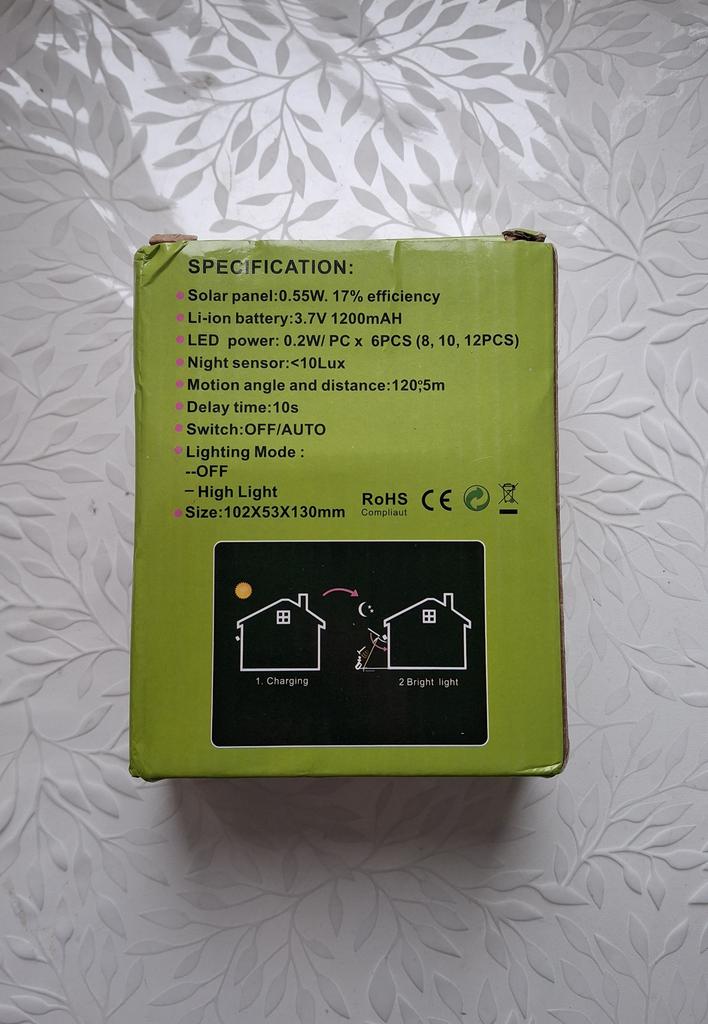 SPECIFICATION:
Solar panel:0.55W. 17% efficiency
Li-ion battery:3.7V 1200mAH
LED power: 0.2W/ PC x 6PCS (8, 10, 12PCS)
Night sensor:<10Lux
Motion angle and distance:120°,5m
Delay time:10s
Switch:OFF/AUTO
Lighting Mode :
--OFF
– High Light
RoHS CE
Compliaut
Size:102X53X130mm
1. Charging
2 Bright light